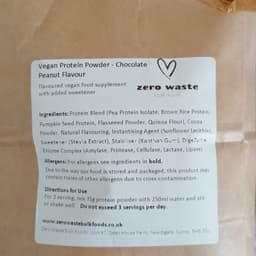 Vegan Protein Powder - Chocolate
Peanut Flavour
Flavoured vegan food supplement
with added sweetener
zero waste
Ingredients: Protein Blend (Pea Protein Isolate, Brown Rice Protein,
Pumpkin Seed Protein, Flaxseed Powder, Quinoa Flour), Cocoa
Powder, Natural Flavouring, Instantising Agent (Sunflower Lecithin),
Sweetener (Stevia Extract), Stabiliser (Xanthan Gum), DigeZyme
Enzyme Complex (Amylase, Protease, Cellulase, Lactase, Lipase)
Allergens: For allergens see ingredients in bold.
Due to the way our food is stored and packaged, this product may
contain traces of other allergens due to cross contamination.
Directions for Use
For 1 serving, mix 35g protein powder with 250ml water and stir
or shake well. Do not exceed 3 servings per day.
www.zerowastebulkfoods.co.uk